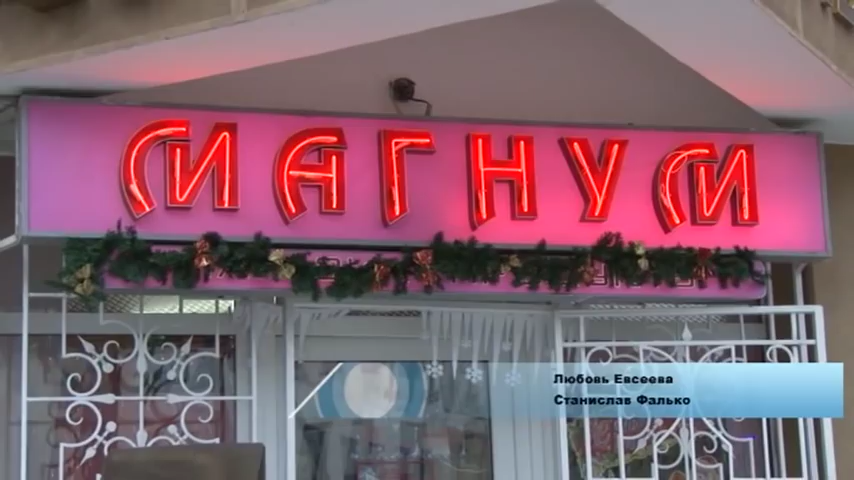 МАГНУМ
Любовь Евсеева
Станислав Фалько